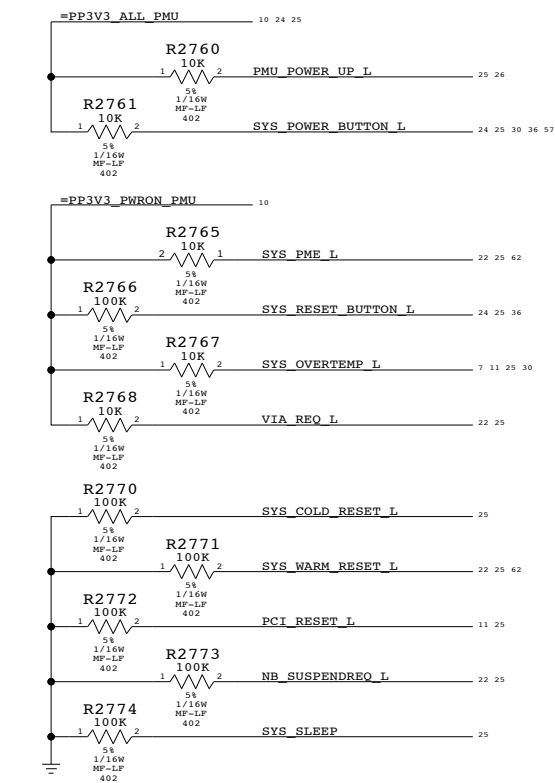 =PP3V3_ALL_PMU 10 24 25
R2760
10K
1 2 PMU_POWER_UP_L 25 26
5%
1/16W
MF-LF
402
R2761
10K
1 2 SYS_POWER_BUTTON_L 24 25 30 36 57
5%
1/16W
MF-LF
402
=PP3V3_PWRON_PMU 10
R2765
10K
2 1 SYS_PME_L 22 25 62
5%
1/16W
MF-LF
402
R2766
100K
1 2 SYS_RESET_BUTTON_L 24 25 36
5%
1/16W
MF-LF
402
R2767
10K
1 2 SYS_OVERTEMP_L 7 11 25 30
5%
1/16W
MF-LF
402
R2768
10K
1 2 VIA_REQ_L 22 25
5%
1/16W
MF-LF
402
R2770
100K
1 2 SYS_COLD_RESET_L 25
5%
1/16W
MF-LF
402
R2771
100K
1 2 SYS_WARM_RESET_L 22 25 62
5%
1/16W
MF-LF
402
R2772
100K
1 2 PCI_RESET_L 11 25
5%
1/16W
MF-LF
402
R2773
100K
1 2 NB_SUSPENDREQ_L 22 25
5%
1/16W
MF-LF
402
R2774
100K
1 2 SYS_SLEEP 25
5%
1/16W
MF-LF
402